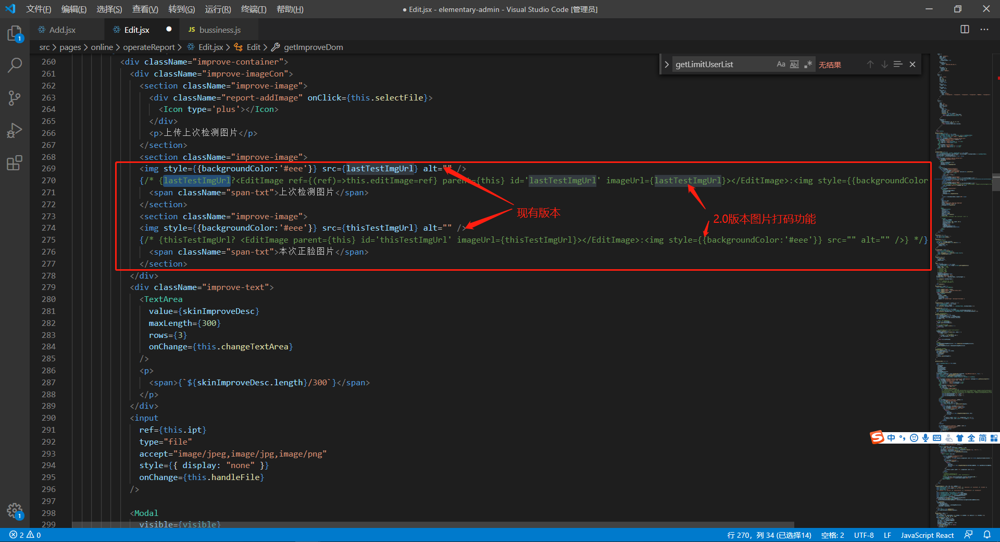 文件(F) 编辑(E) 选择(S) 查看(V) 转到(G) 运行(R) 终端(T) 帮助(H) ● Edit.jsx - elementary-admin - Visual Studio Code [管理员]
Add.jsx Edit.jsx ● JS bussiness.js
src > pages > online > operateReport > Edit.jsx > Edit > getImproveDom
getLimitUserList Aa Abl .* 无结果
260 <div className="improve-container">
261 <div className="improve-imageCon">
262 <section className="improve-image">
263 <div className="report-addImage" onClick={this.selectFile}>
264 <Icon type='plus'></Icon>
265 </div>
266 <p>上传上次检测图片</p>
267 </section>
268 <section className="improve-image">
269 <img style={{backgroundColor:'#eee'}} src={lastTestImgUrl} alt="" />
270 {/* {lastTestImgUrl?<EditImage ref={(ref)=>this.editImage=ref} parent={this} id='lastTestImgUrl' imageUrl={lastTestImgUrl}></EditImage>:<img style={{backgroundColor
271 <span className="span-txt">上次检测图片</span>
272 </section>
现有版本
2.0版本图片打码功能
273 <section className="improve-image">
274 <img style={{backgroundColor:'#eee'}} src={thisTestImgUrl} alt="" />
275 {/* {thisTestImgUrl? <EditImage parent={this} id='thisTestImgUrl' imageUrl={thisTestImgUrl}></EditImage>:<img style={{backgroundColor:'#eee'}} src="" alt="" />} */}
276 <span className="span-txt">本次正脸图片</span>
277 </section>
278 </div>
279 <div className="improve-text">
280 <TextArea
281 value={skinImproveDesc}
282 maxLength={300}
283 rows={3}
284 onChange={this.changeTextArea}
285 />
286 <p>
287 <span>{`${skinImproveDesc.length}/300`}</span>
288 </p>
289 </div>
290 <input
291 ref={this.ipt}
292 type="file"
293 accept="image/jpeg,image/jpg,image/png"
294 style={{ display: "none" }}
295 onChange={this.handleFile}
296 />
297
298 <Modal
299 visible={visible}
S 中 全 简
1
1
2 0 行 270, 列 34 (已选择14) 空格: 2 UTF-8 LF JavaScript React